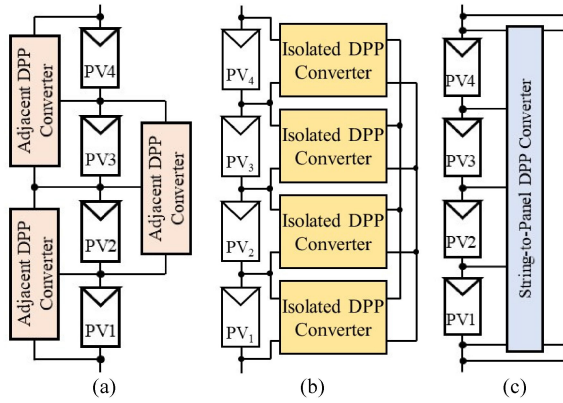 Adjacent DPP
Converter
PV4
PV3
Adjacent DPP
Converter
Adjacent DPP
Converter
PV2
PV1
(a)
PV₄
Isolated DPP
Converter
PV₃
Isolated DPP
Converter
PV₂
Isolated DPP
Converter
PV₁
Isolated DPP
Converter
(b)
PV4
PV3
PV2
PV1
String-to-Panel DPP Converter
(c)